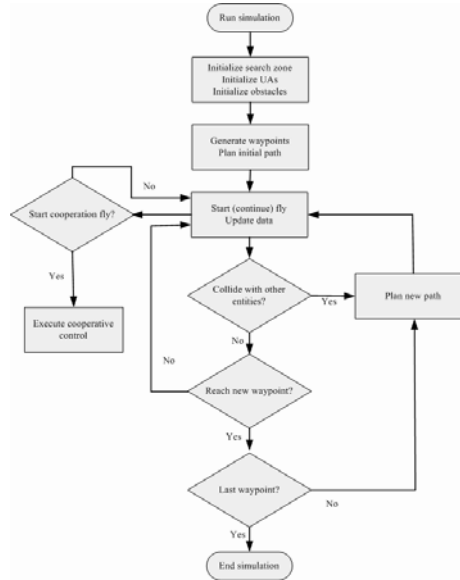 Run simulation
Initialize search zone
Initialize UAs
Initialize obstacles
Generate waypoints
Plan initial path
No
Start cooperation fly?
Start (continue) fly
Update data
Yes
Execute cooperative
control
Collide with other
entities?
Yes
Plan new path
No
No
Reach new waypoint?
Yes
Last waypoint?
No
Yes
End simulation